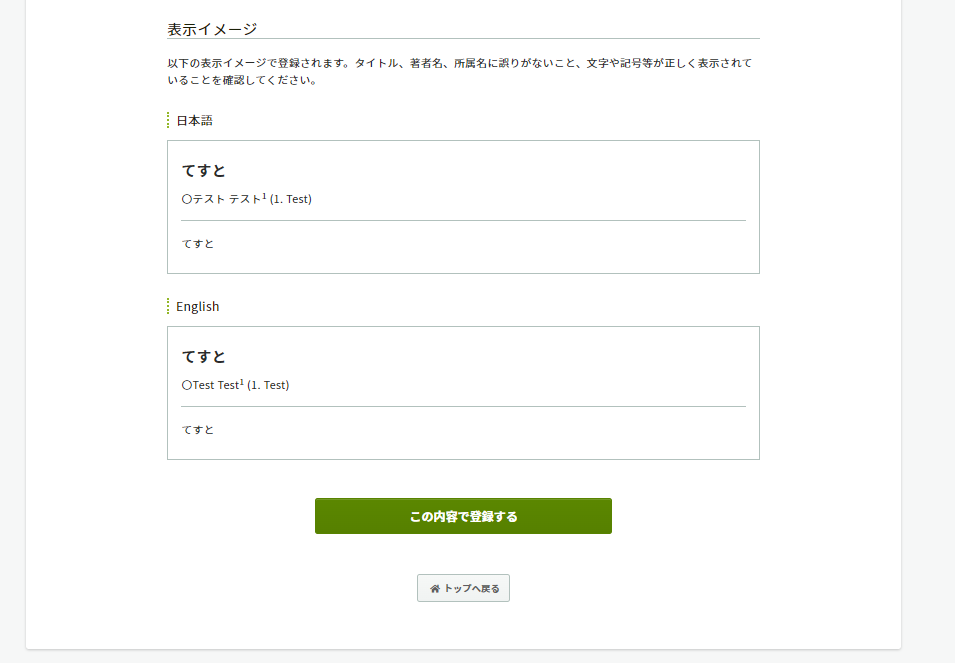 表示イメージ
以下の表示イメージで登録されます。タイトル、著者名、所属名に誤りがないこと、文字や記号等が正しく表示されて
いることを確認してください。
日本語
てすと
〇テスト テスト¹ (1. Test)
てすと
English
てすと
〇Test Test¹ (1. Test)
てすと
この内容で登録する
トップへ戻る